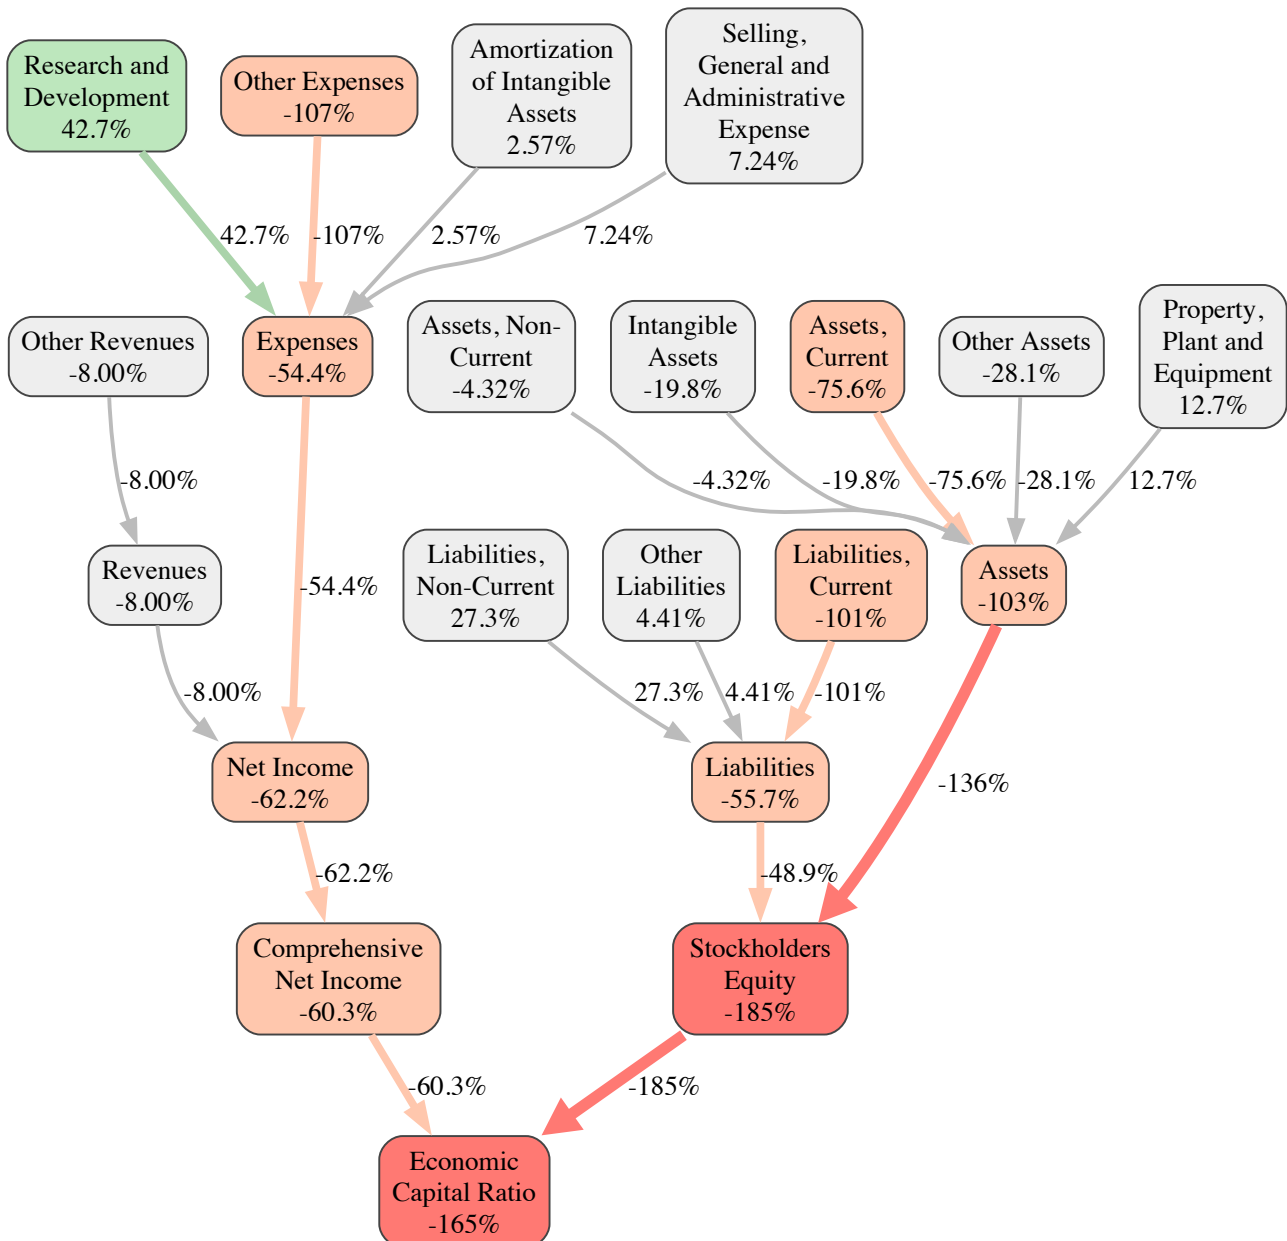 Research and
Development
42.7%
Other Expenses
-107%
Amortization
of Intangible
Assets
2.57%
Selling,
General and
Administrative
Expense
7.24%
42.7%
-107%
2.57%
7.24%
Other Revenues
-8.00%
Expenses
-54.4%
Assets, Non-
Current
-4.32%
Intangible
Assets
-19.8%
Assets,
Current
-75.6%
Other Assets
-28.1%
Property,
Plant and
Equipment
12.7%
-8.00%
-4.32%
-19.8%
-75.6%
-28.1%
12.7%
Revenues
-8.00%
-54.4%
Liabilities,
Non-Current
27.3%
Other
Liabilities
4.41%
Liabilities,
Current
-101%
Assets
-103%
-8.00%
27.3%
4.41%
-101%
Net Income
-62.2%
Liabilities
-55.7%
-136%
-62.2%
-48.9%
Comprehensive
Net Income
-60.3%
Stockholders
Equity
-185%
-60.3%
-185%
Economic
Capital Ratio
-165%